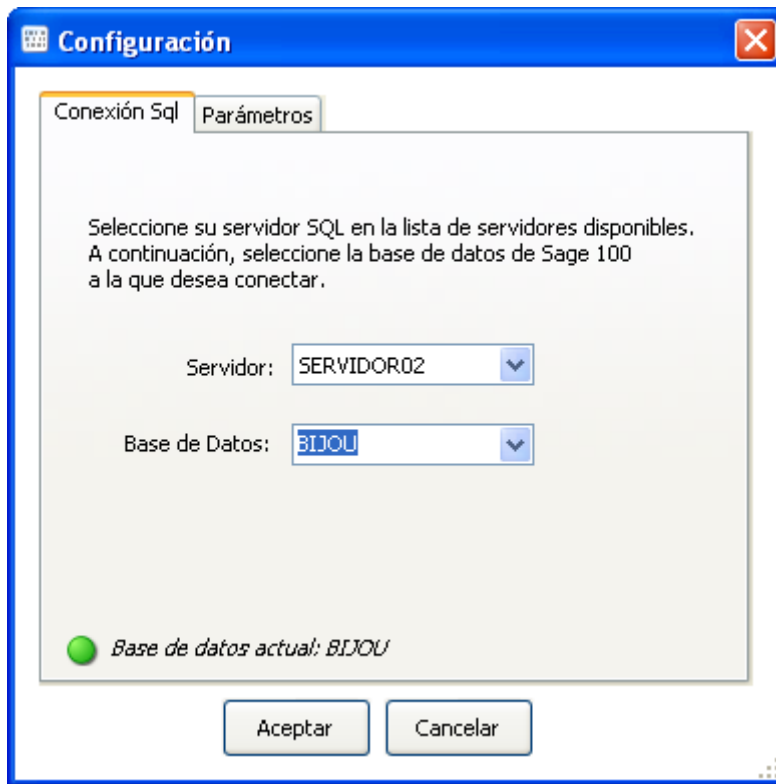 Configuración
Conexión Sql
Parámetros
Seleccione su servidor SQL en la lista de servidores disponibles.
A continuación, seleccione la base de datos de Sage 100
a la que desea conectar.
Servidor: SERVIDOR02
Base de Datos: BIJOU
Base de datos actual: BIJOU
Aceptar
Cancelar